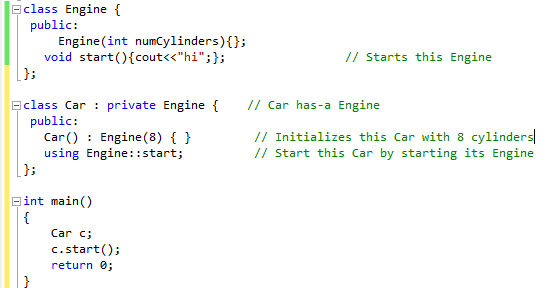 class Engine {
public:
Engine(int numCylinders){};
void start(){cout<<"hi";}; // Starts this Engine
};
class Car : private Engine { // Car has-a Engine
public:
Car() : Engine(8) { } // Initializes this Car with 8 cylinders
using Engine::start; // Start this Car by starting its Engine
};
int main()
{
Car c;
c.start();
return 0;
}